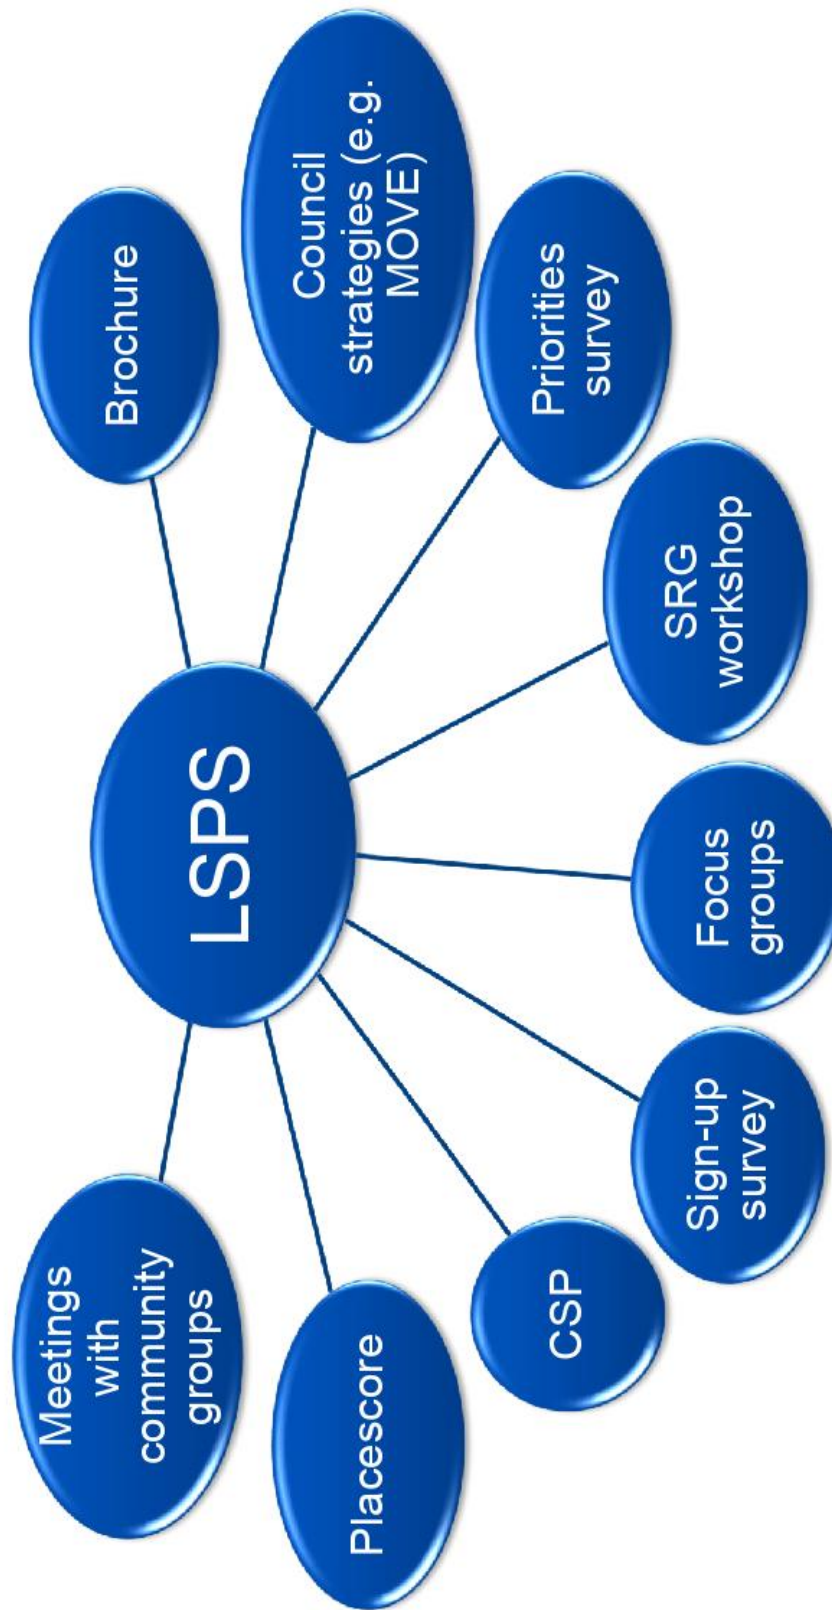 LSPS
Meetings
with
community
groups
Placescore
CSP
Sign-up
survey
Focus
groups
SRG
workshop
Priorities
survey
Council
strategies (e.g.
MOVE)
Brochure